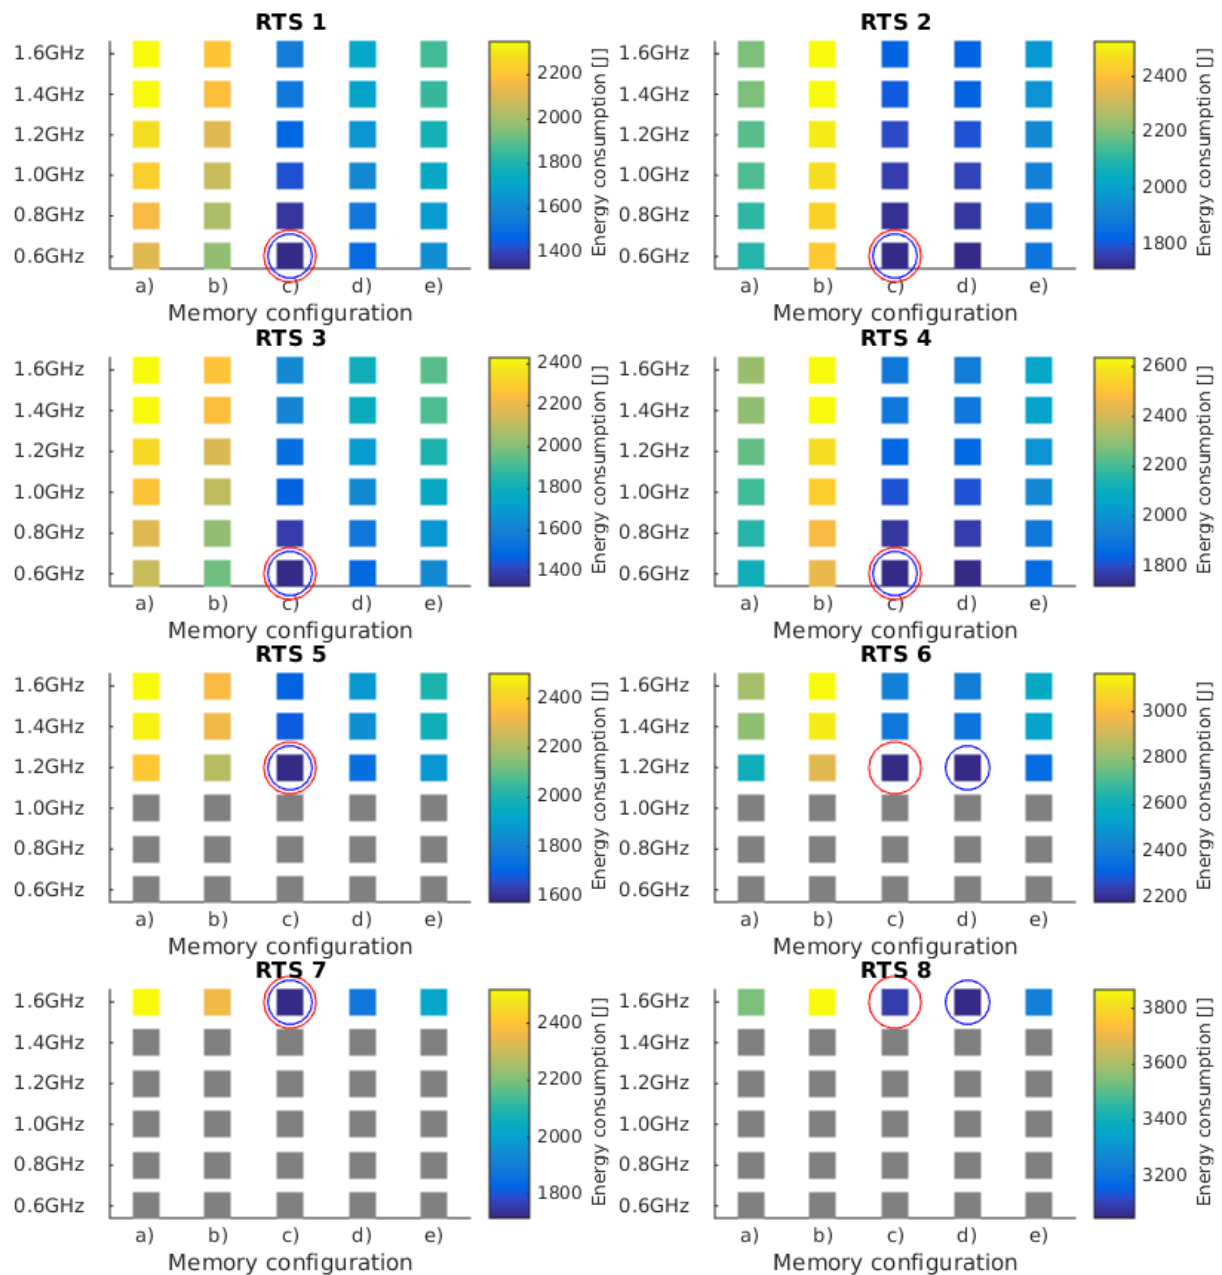 RTS 1
1.6GHz
1.4GHz
1.2GHz
1.0GHz
0.8GHz
0.6GHz
a) b) c) d) e)
Memory configuration
2200
2000
1800
1600
1400
Energy consumption [J]
RTS 2
1.6GHz
1.4GHz
1.2GHz
1.0GHz
0.8GHz
0.6GHz
a) b) c) d) e)
Memory configuration
2400
2200
2000
1800
Energy consumption [J]
RTS 3
1.6GHz
1.4GHz
1.2GHz
1.0GHz
0.8GHz
0.6GHz
a) b) c) d) e)
Memory configuration
2400
2200
2000
1800
1600
1400
Energy consumption [J]
RTS 4
1.6GHz
1.4GHz
1.2GHz
1.0GHz
0.8GHz
0.6GHz
a) b) c) d) e)
Memory configuration
2600
2400
2200
2000
1800
Energy consumption [J]
RTS 5
1.6GHz
1.4GHz
1.2GHz
1.0GHz
0.8GHz
0.6GHz
a) b) c) d) e)
Memory configuration
2400
2200
2000
1800
1600
Energy consumption [J]
RTS 6
1.6GHz
1.4GHz
1.2GHz
1.0GHz
0.8GHz
0.6GHz
a) b) c) d) e)
Memory configuration
3000
2800
2600
2400
2200
Energy consumption [J]
RTS 7
1.6GHz
1.4GHz
1.2GHz
1.0GHz
0.8GHz
0.6GHz
a) b) c) d) e)
Memory configuration
2400
2200
2000
1800
Energy consumption [J]
RTS 8
1.6GHz
1.4GHz
1.2GHz
1.0GHz
0.8GHz
0.6GHz
a) b) c) d) e)
Memory configuration
3800
3600
3400
3200
Energy consumption [J]